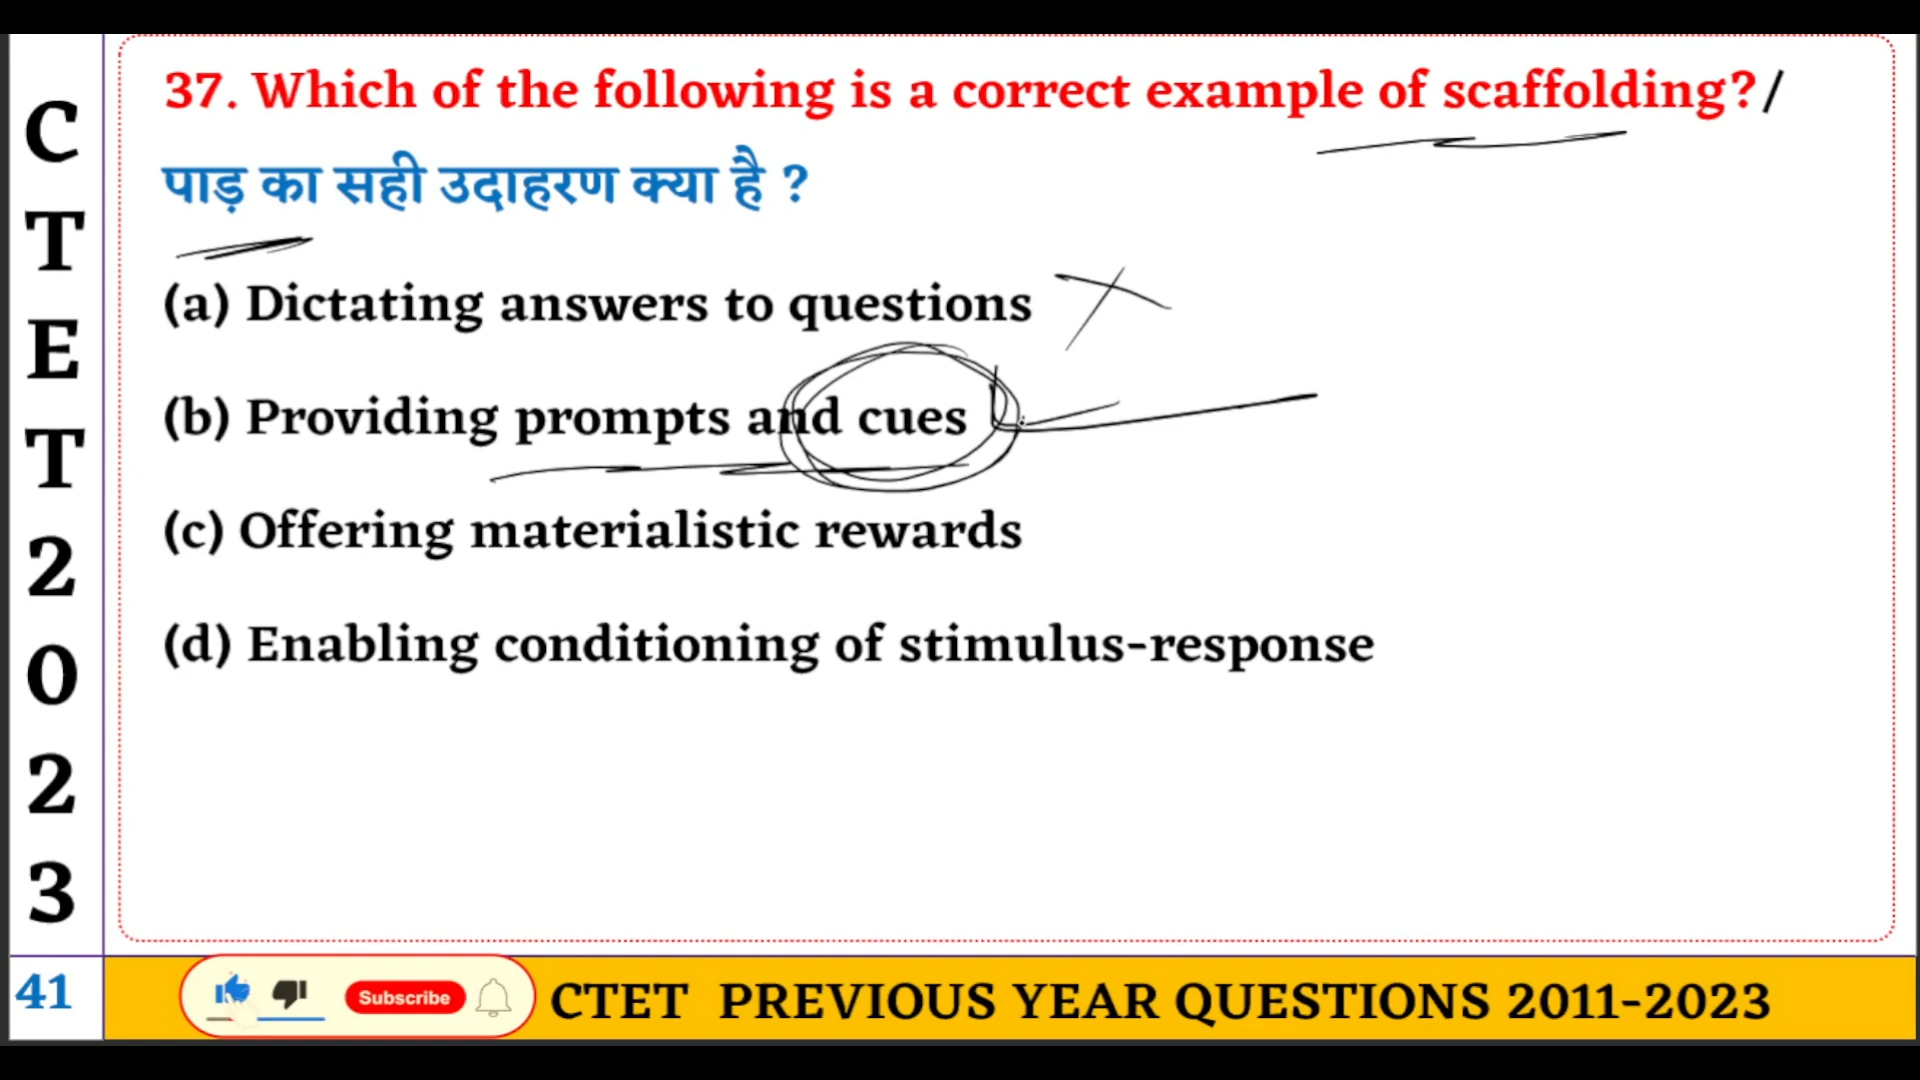 37. Which of the following is a correct example of scaffolding?/
पाड़ का सही उदाहरण क्या है ?
(a) Dictating answers to questions
(b) Providing prompts and cues
(c) Offering materialistic rewards
(d) Enabling conditioning of stimulus-response
C
T
E
T
2
0
2
3
41
Subscribe
CTET PREVIOUS YEAR QUESTIONS 2011-2023